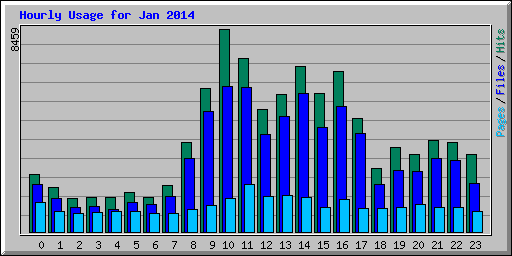 Hourly Usage for Jan 2014
8459
Pages/Files/Hits
0 1 2 3 4 5 6 7 8 9 10 11 12 13 14 15 16 17 18 19 20 21 22 23